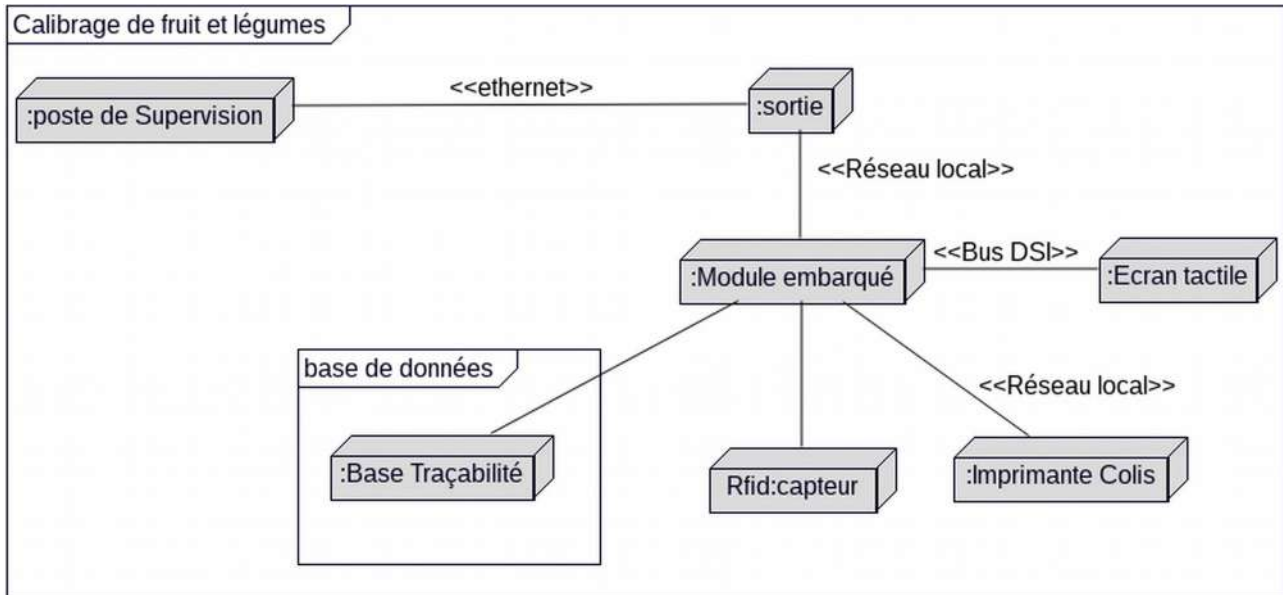 Calibrage de fruit et légumes
<<ethernet>>
:poste de Supervision
:sortie
<<Réseau local>>
<<Bus DSI>>
:Module embarqué
:Ecran tactile
base de données
<<Réseau local>>
:Base Traçabilité
Rfid:capteur
:Imprimante Colis